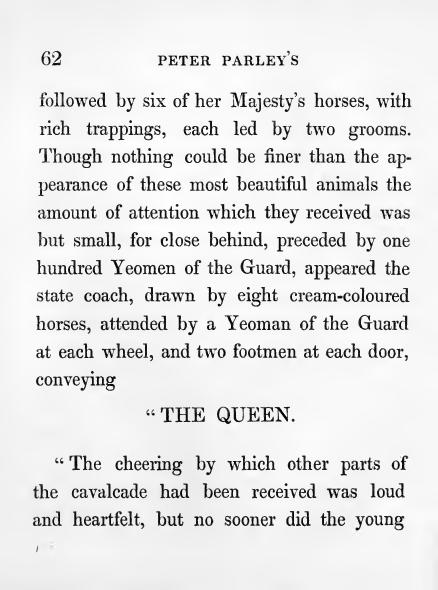 62 PETER PARLEY'S
followed by six of her Majesty's horses, with
rich trappings, each led by two grooms.
Though nothing could be finer than the ap-
pearance of these most beautiful animals the
amount of attention which they received was
but small, for close behind, preceded by one
hundred Yeomen of the Guard, appeared the
state coach, drawn by eight cream-coloured
horses, attended by a Yeoman of the Guard
at each wheel, and two footmen at each door,
conveying
“ THE QUEEN.
“ The cheering by which other parts of
the cavalcade had been received was loud
and heartfelt, but no sooner did the young